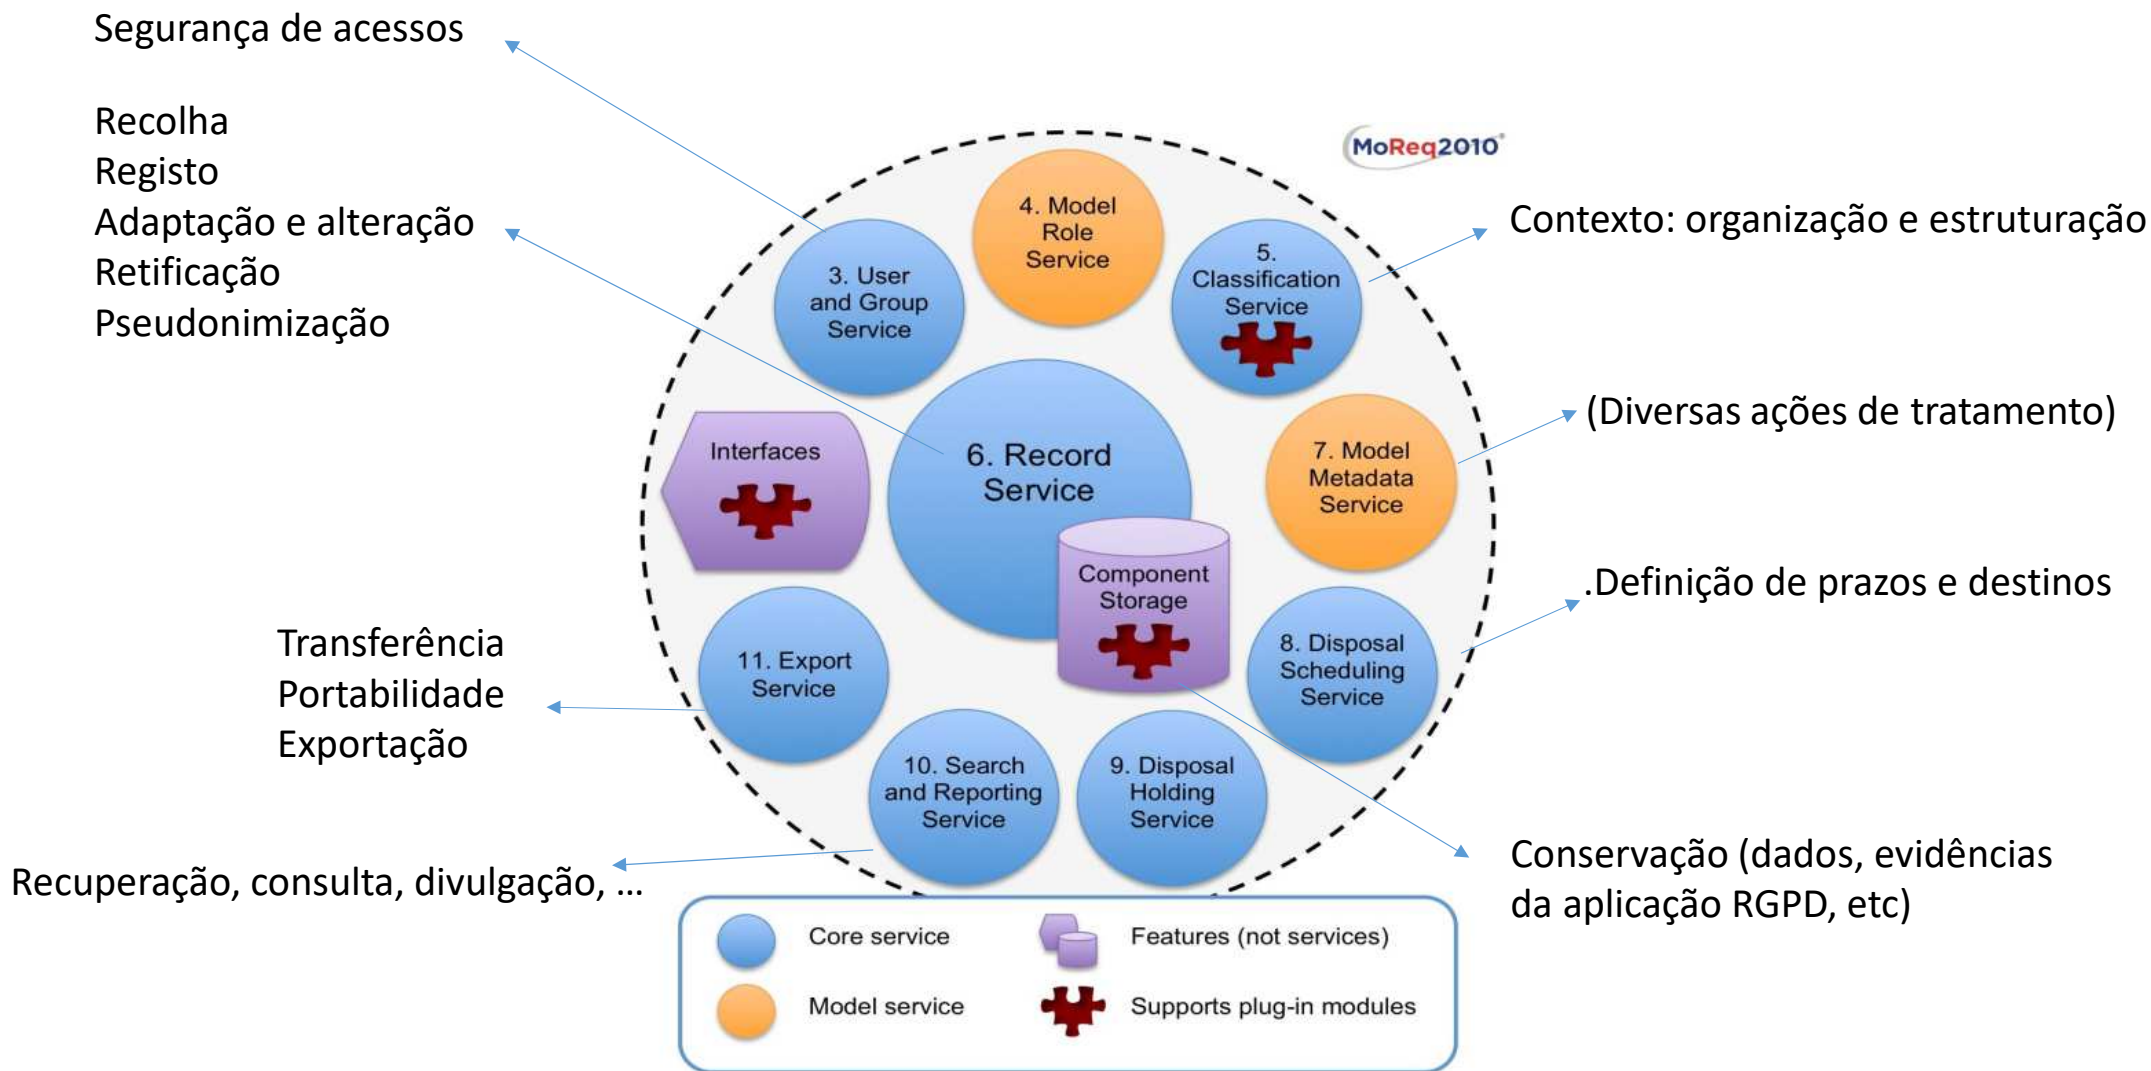 Segurança de acessos
Recolha
Registo
Adaptação e alteração
Retificação
Pseudonimização
MoReq2010®
Contexto: organização e estruturação
(Diversas ações de tratamento)
.Definição de prazos e destinos
Transferência
Portabilidade
Exportação
Recuperação, consulta, divulgação, ...
Conservação (dados, evidências
da aplicação RGPD, etc)
3. User
and Group
Service
4. Model
Role
Service
5.
Classification
Service
Interfaces
6. Record
Service
7. Model
Metadata
Service
Component
Storage
8. Disposal
Scheduling
Service
11. Export
Service
10. Search
and Reporting
Service
9. Disposal
Holding
Service
Core service
Features (not services)
Model service
Supports plug-in modules